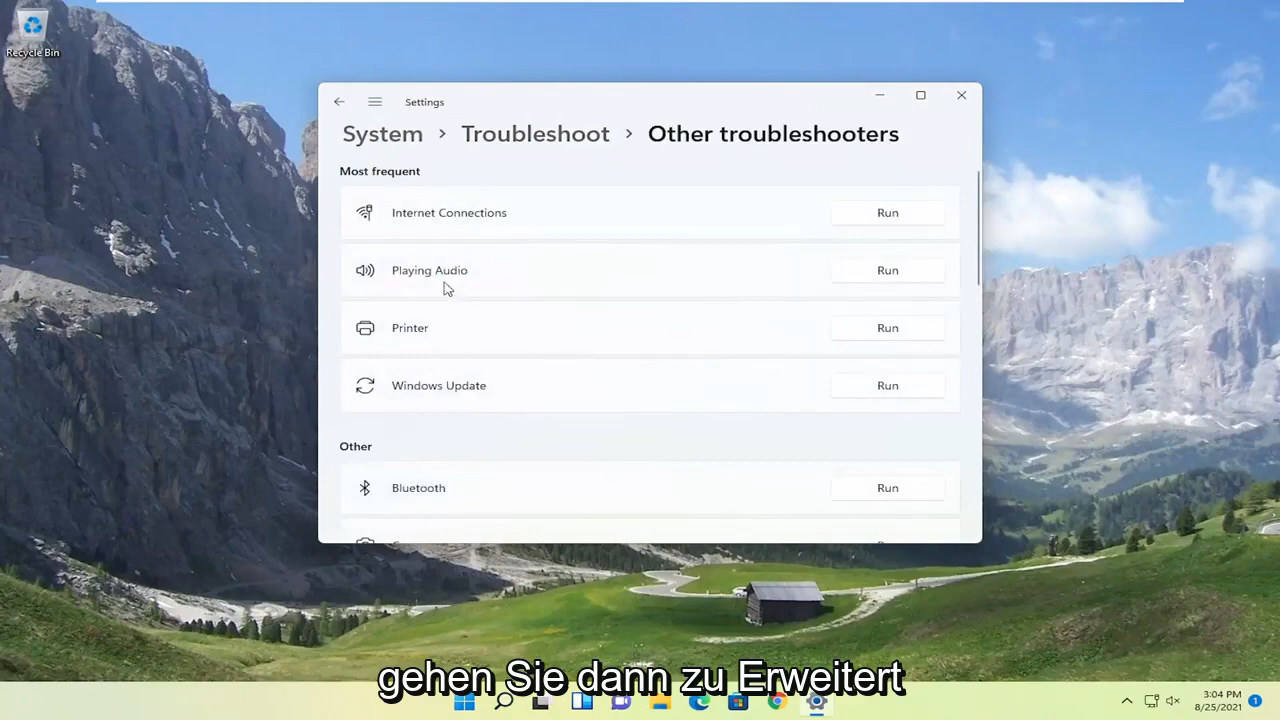 Recycle Bin
Settings
System > Troubleshoot > Other troubleshooters
Most frequent
Internet Connections Run
Playing Audio Run
Printer Run
Windows Update Run
Other
Bluetooth Run
gehen Sie dann zu Erweitert
3:04 PM
8/25/2021 1